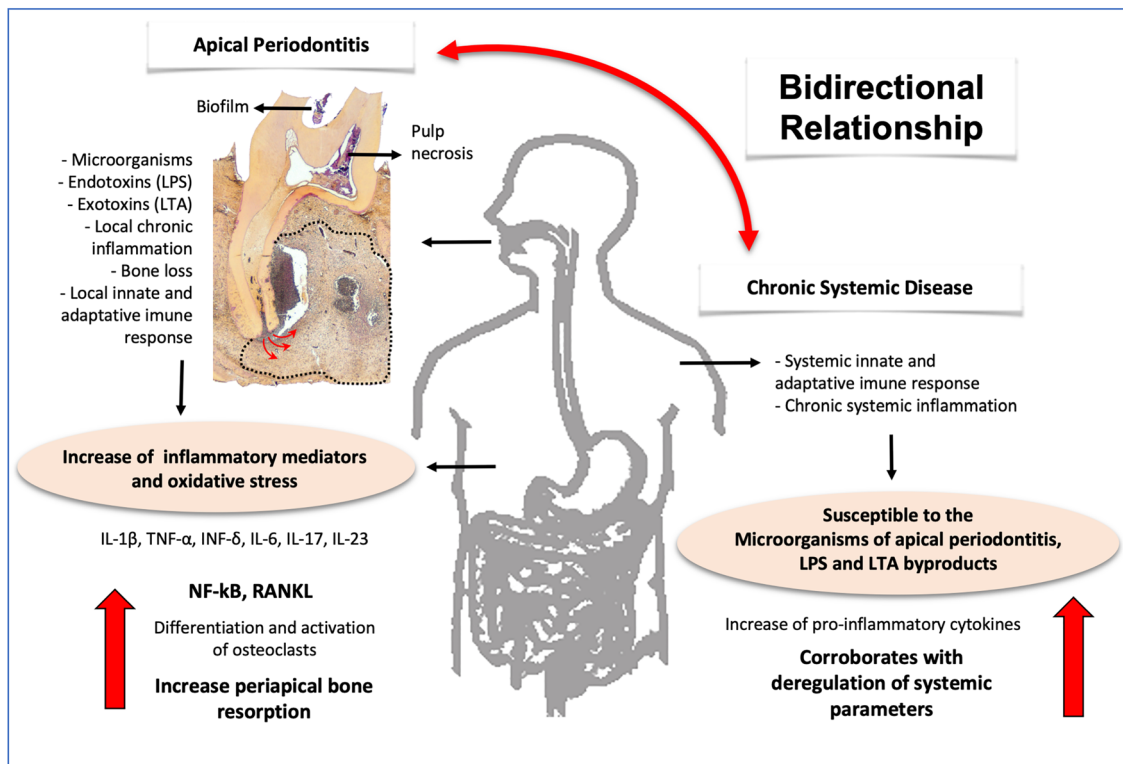 Apical Periodontitis
Bidirectional
Relationship
Biofilm
Pulp
necrosis
- Microorganisms
- Endotoxins (LPS)
- Exotoxins (LTA)
- Local chronic
inflammation
- Bone loss
- Local innate and
adaptative imune
response
Increase of  inflammatory mediators
and oxidative stress
IL-1β, TNF-α, INF-δ, IL-6, IL-17, IL-23
NF-kB, RANKL
Differentiation and activation
of osteoclasts
Increase periapical bone
resorption
Chronic Systemic Disease
- Systemic innate and
adaptative imune response
- Chronic systemic inflammation
Susceptible to the
Microorganisms of apical periodontitis,
LPS and LTA byproducts
Increase of pro-inflammatory cytokines
Corroborates with
deregulation of systemic
parameters